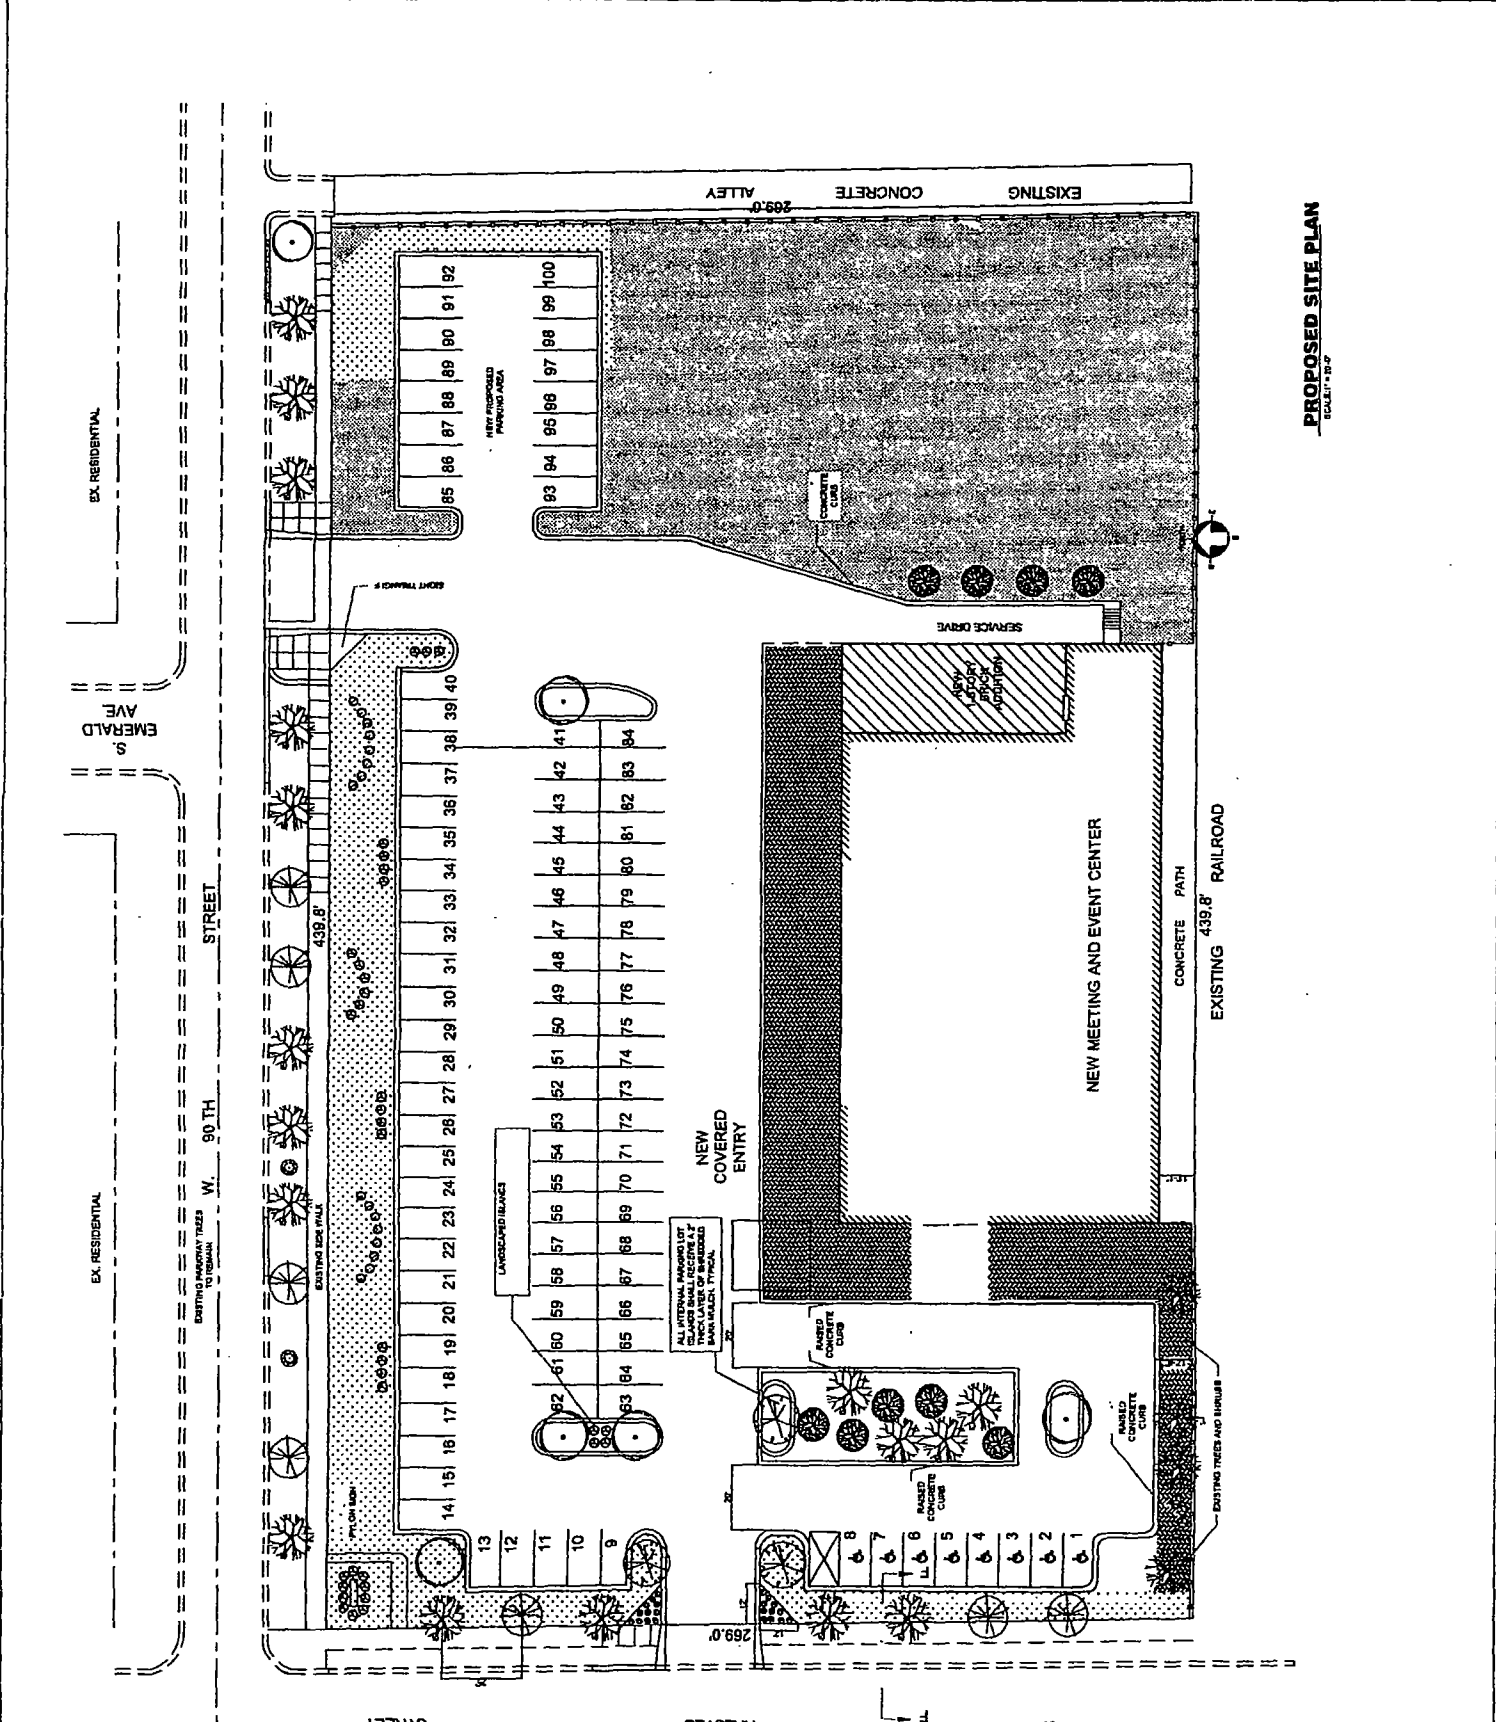 PROPOSED SITE PLAN
SCALE: 1" = 20'-0"
EXISTING CONCRETE ALLEY
269.0'
EX. RESIDENTIAL
S.
EMERALD
AVE
W. 90 TH STREET
EX. RESIDENTIAL
EXISTING PARKWAY TREES
TO REMAIN
EXISTING SIDE WALK
439.8'
PYLON SIGN
SIGHT TRIANGLE
NEW PROPOSED
PARKING AREA
85 86 87 88 89 90 91 92
93 94 95 96 97 98 99 100
CONCRETE
CURB
SERVICE DRIVE
NEW
1-STORY
BRICK
ADDITION
14 15 16 17 18 19 20 21 22 23 24 25 26 27 28 29 30 31 32 33 34 35 36 37 38 39 40
62 61 60 59 58 57 56 55 54 53 52 51 50 49 48 47 46 45 44 43 42 41
63 64 65 66 67 68 69 70 71 72 73 74 75 76 77 78 79 80 81 82 83 84
LANDSCAPED ISLANDS
NEW
COVERED
ENTRY
ALL INTERNAL PARKING LOT
ISLANDS SHALL RECEIVE A 2"
THICK LAYER OF SHREDDED
BARK MULCH, TYPICAL
NEW MEETING AND EVENT CENTER
CONCRETE PATH
439.8'
EXISTING RAILROAD
RAISED
CONCRETE
CURB
RAISED
CONCRETE
CURB
RAISED
CONCRETE
CURB
EXISTING TREES AND SHRUBS
20'
13
12
11
10
9
8
7
6
5
4
3
2
1
12'
269.0'